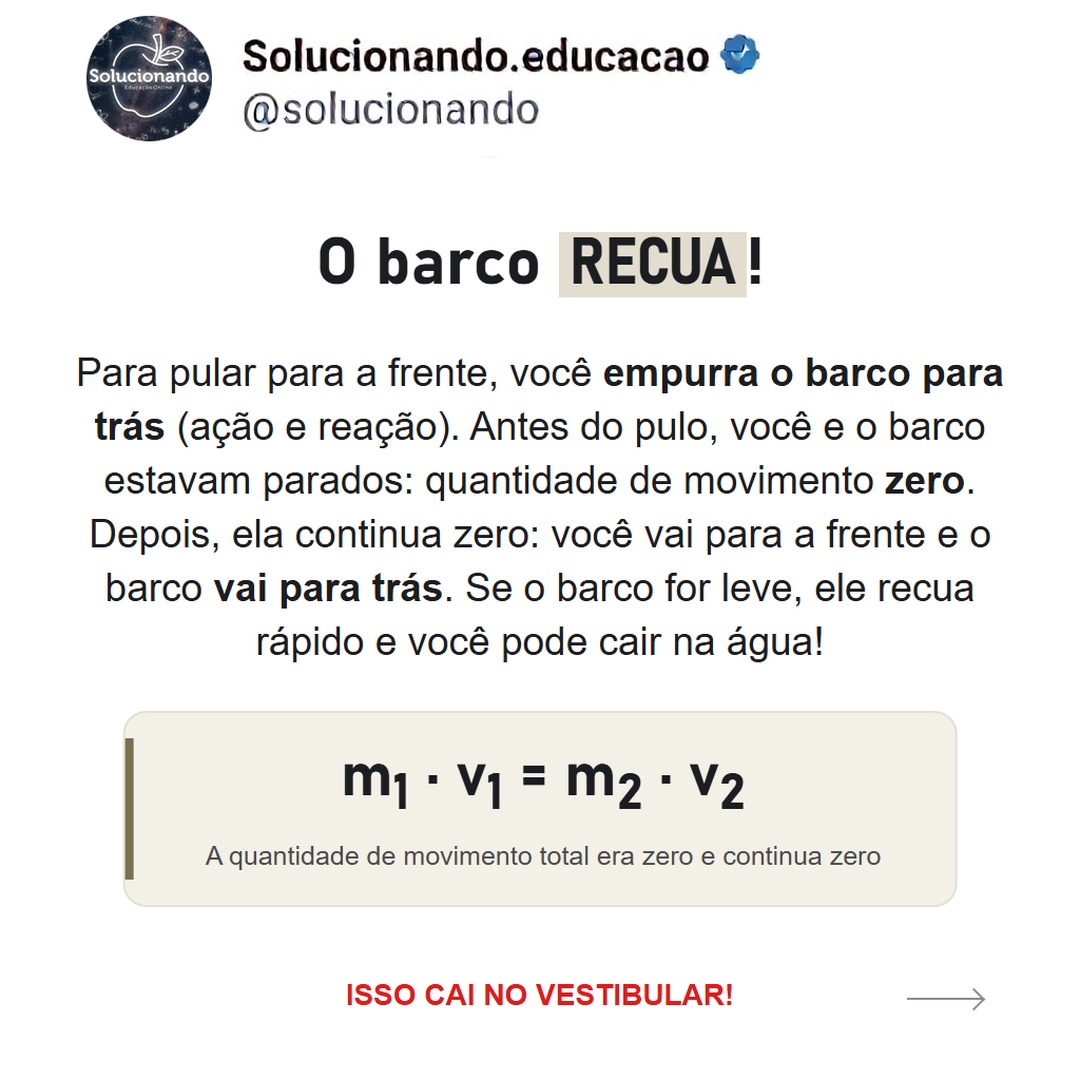 Solucionando
Educação Online
Solucionando.educacao
@solucionando
O barco RECUA!
Para pular para a frente, você empurra o barco para
trás (ação e reação). Antes do pulo, você e o barco
estavam parados: quantidade de movimento zero.
Depois, ela continua zero: você vai para a frente e o
barco vai para trás. Se o barco for leve, ele recua
rápido e você pode cair na água!
m₁ · v₁ = m₂ · v₂
A quantidade de movimento total era zero e continua zero
ISSO CAI NO VESTIBULAR!